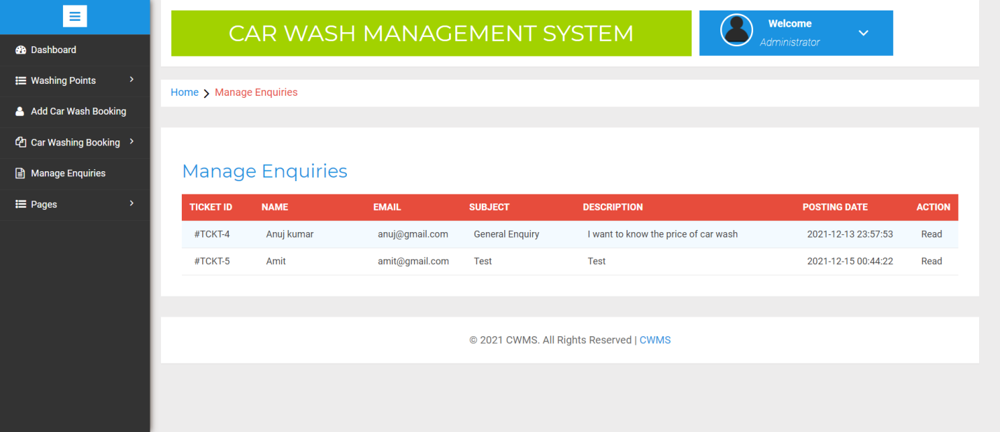 CAR WASH MANAGEMENT SYSTEM
Welcome
Administrator
Dashboard
Washing Points
Add Car Wash Booking
Car Washing Booking
Manage Enquiries
Pages
Home Manage Enquiries
Manage Enquiries
TICKET ID NAME EMAIL SUBJECT DESCRIPTION POSTING DATE ACTION
#TCKT-4 Anuj kumar anuj@gmail.com General Enquiry I want to know the price of car wash 2021-12-13 23:57:53 Read
#TCKT-5 Amit amit@gmail.com Test Test 2021-12-15 00:44:22 Read
© 2021 CWMS. All Rights Reserved | CWMS